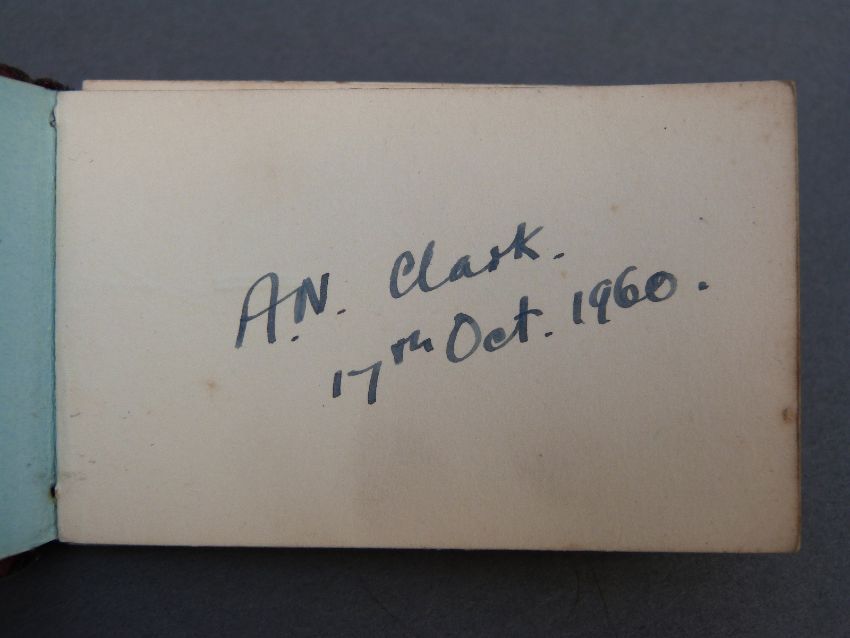 A.N. Clark.
17th Oct. 1960.